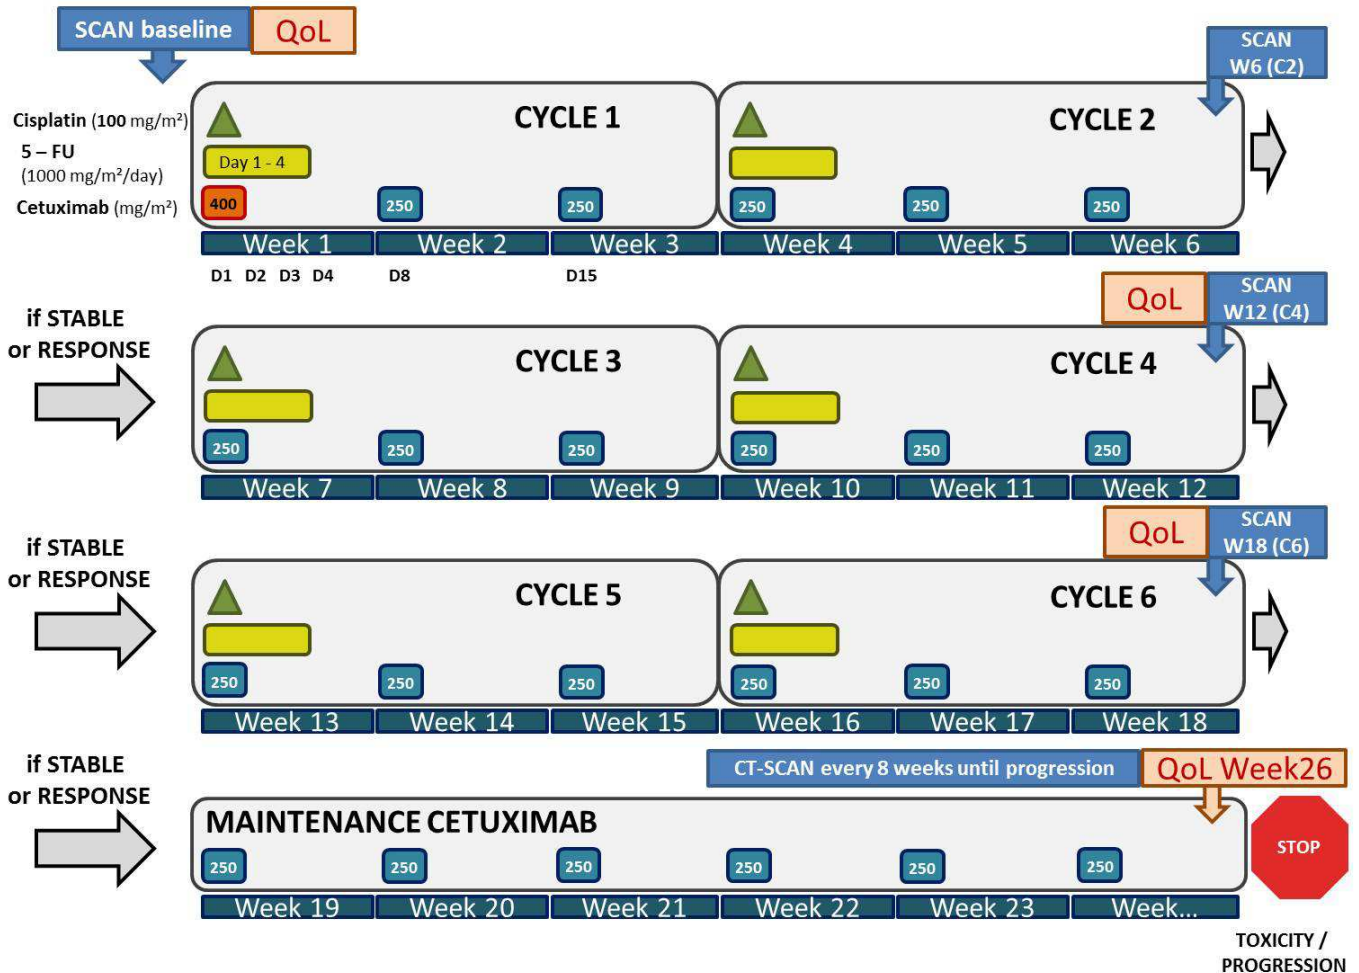 SCAN baseline
QoL
SCAN
W6 (C2)
Cisplatin (100 mg/m²)
5 – FU
(1000 mg/m²/day)
Cetuximab (mg/m²)
CYCLE 1
CYCLE 2
Day 1 - 4
400
250
250
250
250
250
Week 1
Week 2
Week 3
Week 4
Week 5
Week 6
D1
D2
D3
D4
D8
D15
QoL
SCAN
W12 (C4)
if STABLE
or RESPONSE
CYCLE 3
CYCLE 4
250
250
250
250
250
250
Week 7
Week 8
Week 9
Week 10
Week 11
Week 12
QoL
SCAN
W18 (C6)
if STABLE
or RESPONSE
CYCLE 5
CYCLE 6
250
250
250
250
250
250
Week 13
Week 14
Week 15
Week 16
Week 17
Week 18
CT-SCAN every 8 weeks until progression
QoL Week26
if STABLE
or RESPONSE
MAINTENANCE CETUXIMAB
250
250
250
250
250
250
STOP
Week 19
Week 20
Week 21
Week 22
Week 23
Week...
TOXICITY /
PROGRESSION